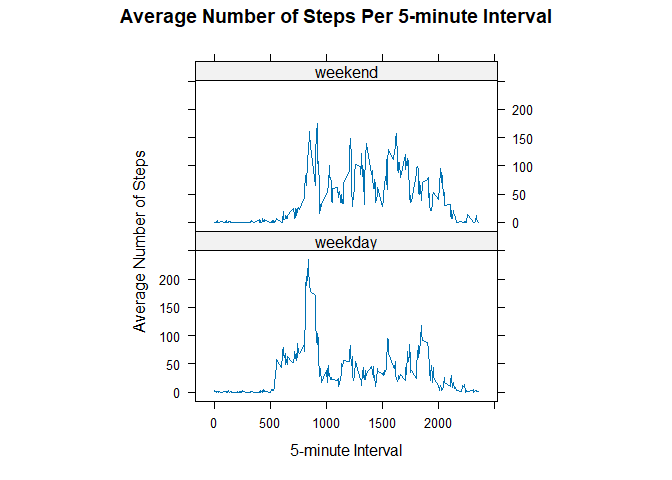 Average Number of Steps Per 5-minute Interval
weekend
200
150
100
50
0
weekday
200
150
100
50
0
Average Number of Steps
0 500 1000 1500 2000
5-minute Interval